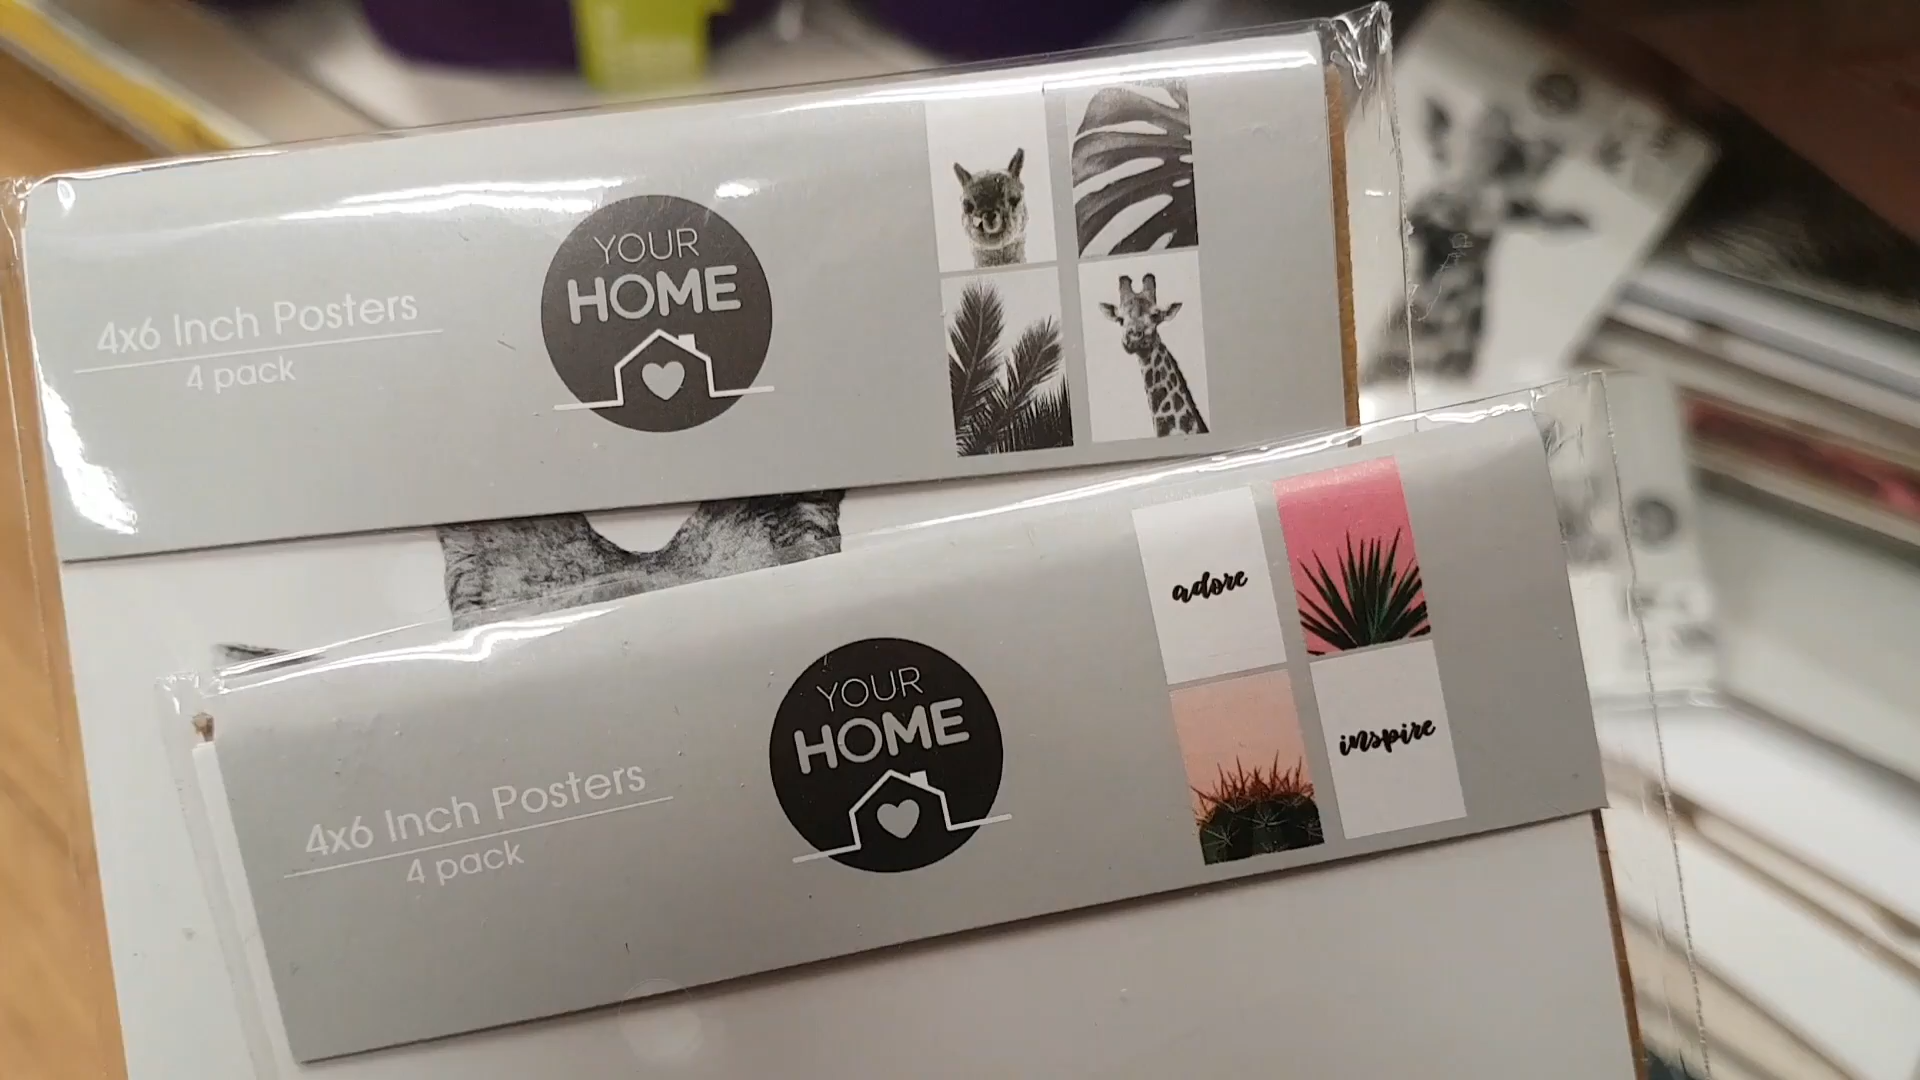 4x6 Inch Posters
4 pack
YOUR
HOME
4x6 Inch Posters
4 pack
YOUR
HOME
adore
inspire